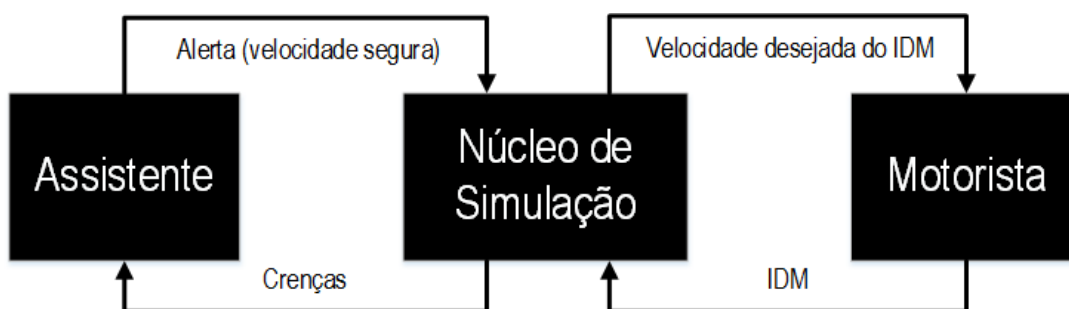 Alerta (velocidade segura)
Velocidade desejada do IDM
Assistente
Núcleo de
Simulação
Motorista
Crenças
IDM